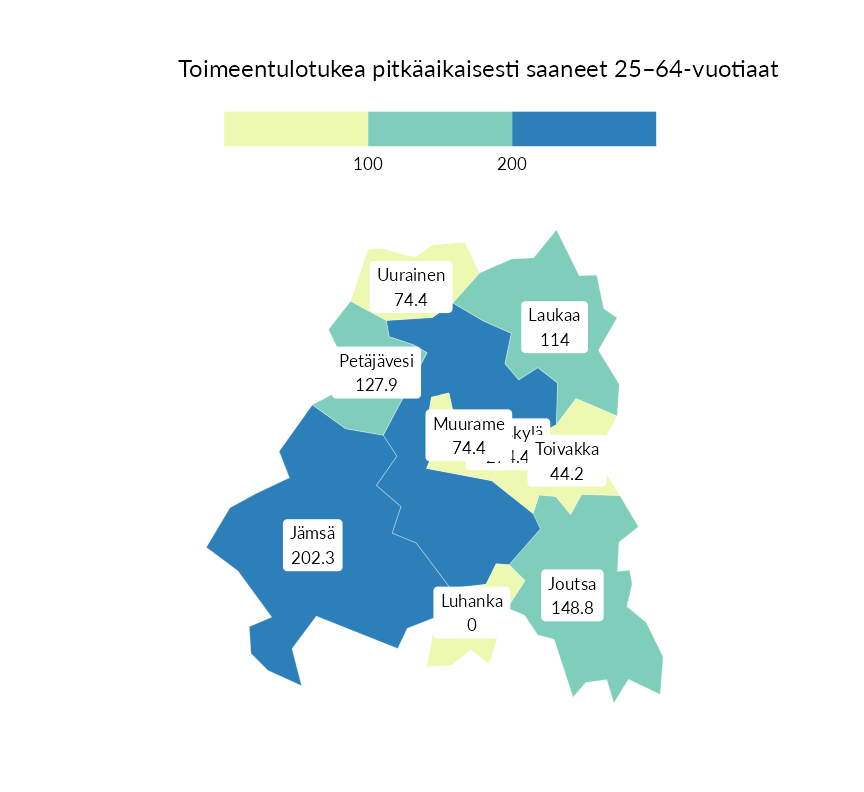 Toimeentulotukea pitkäaikaisesti saaneet 25–64-vuotiaat
100
200
Uurainen
74.4
Laukaa
114
Petäjävesi
127.9
Muurame
74.4
Toivakka
44.2
Jämsä
202.3
Joutsa
148.8
Luhanka
0